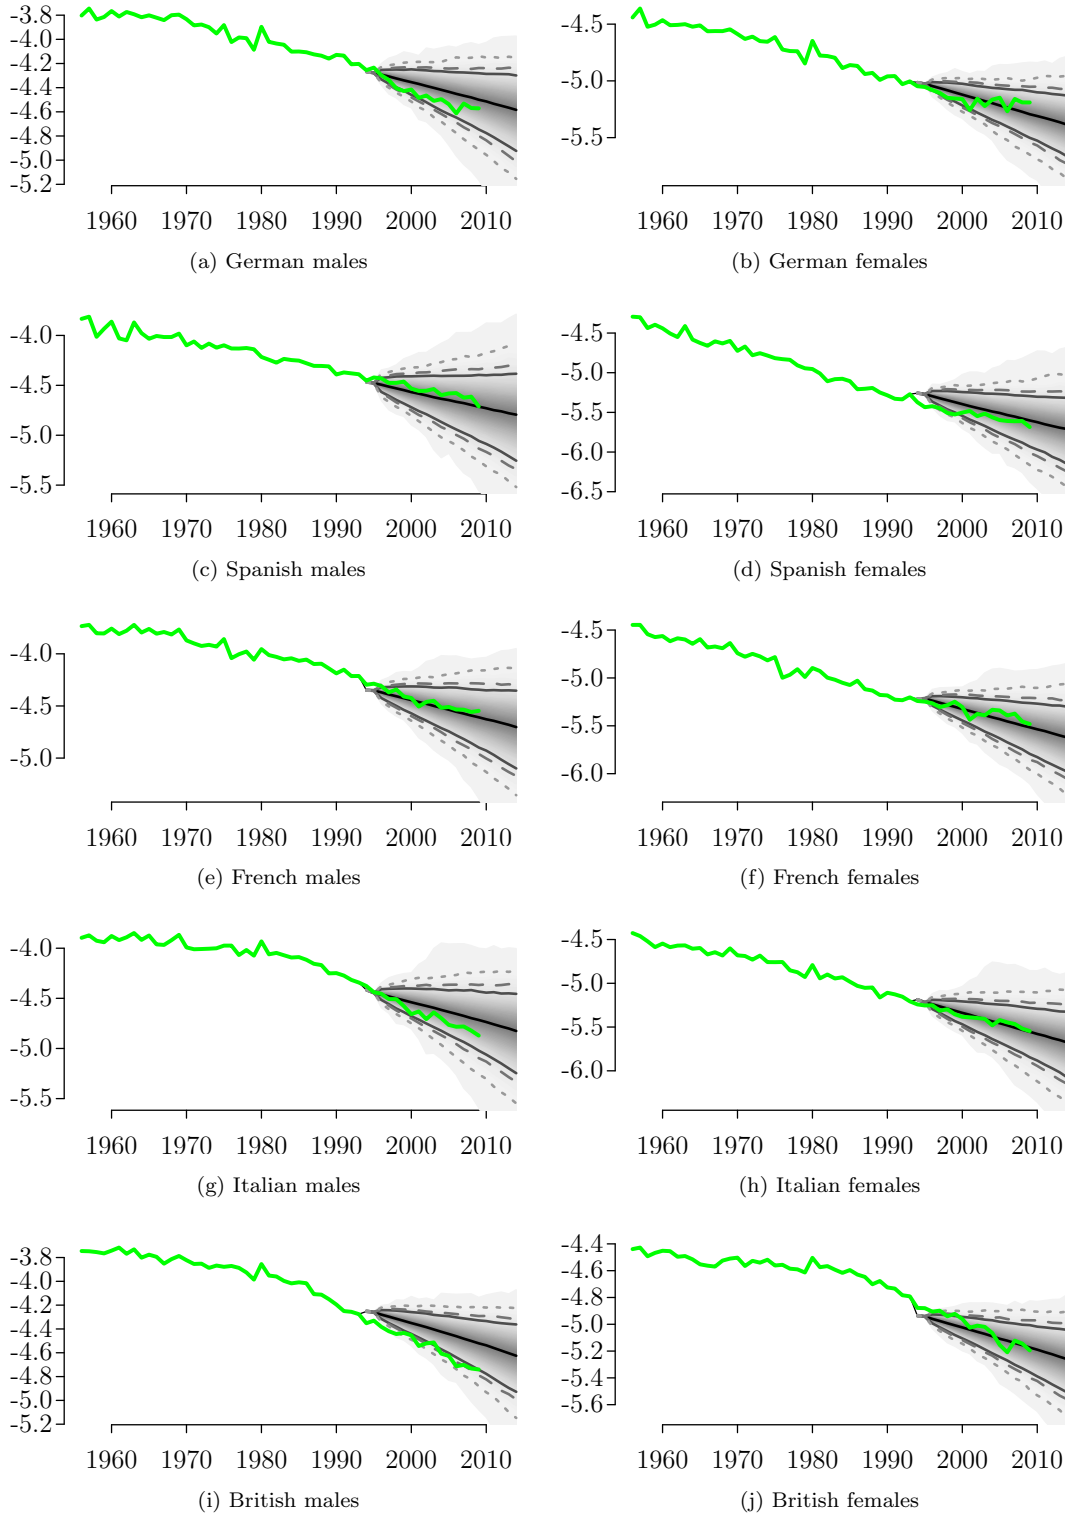 -3.8
-4.0
-4.2
-4.4
-4.6
-4.8
-5.0
-5.2
1960 1970 1980 1990 2000 2010
(a) German males
-4.5
-5.0
-5.5
1960 1970 1980 1990 2000 2010
(b) German females
-4.0
-4.5
-5.0
-5.5
1960 1970 1980 1990 2000 2010
(c) Spanish males
-4.5
-5.0
-5.5
-6.0
-6.5
1960 1970 1980 1990 2000 2010
(d) Spanish females
-4.0
-4.5
-5.0
1960 1970 1980 1990 2000 2010
(e) French males
-4.5
-5.0
-5.5
-6.0
1960 1970 1980 1990 2000 2010
(f) French females
-4.0
-4.5
-5.0
-5.5
1960 1970 1980 1990 2000 2010
(g) Italian males
-4.5
-5.0
-5.5
-6.0
1960 1970 1980 1990 2000 2010
(h) Italian females
-3.8
-4.0
-4.2
-4.4
-4.6
-4.8
-5.0
-5.2
1960 1970 1980 1990 2000 2010
(i) British males
-4.4
-4.6
-4.8
-5.0
-5.2
-5.4
-5.6
1960 1970 1980 1990 2000 2010
(j) British females